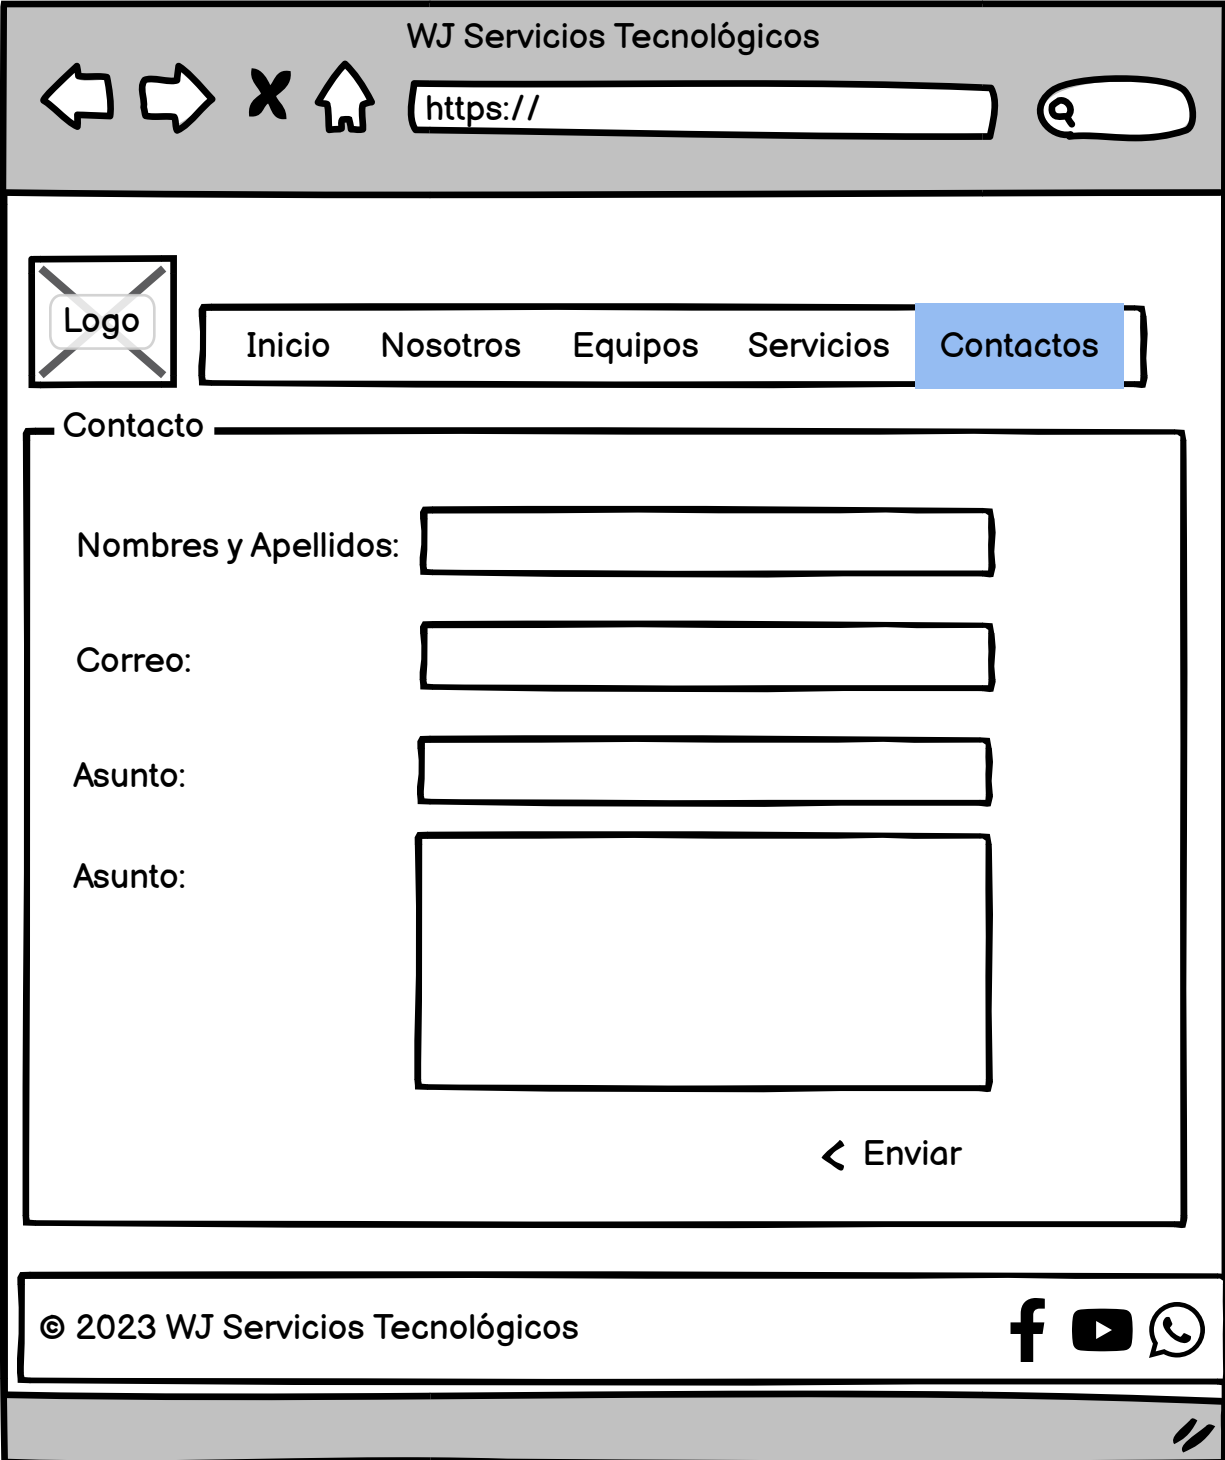 WJ Servicios Tecnológicos
https://
Logo
Inicio Nosotros Equipos Servicios Contactos
Contacto
Nombres y Apellidos:
Correo:
Asunto:
Asunto:
Enviar
© 2023 WJ Servicios Tecnológicos